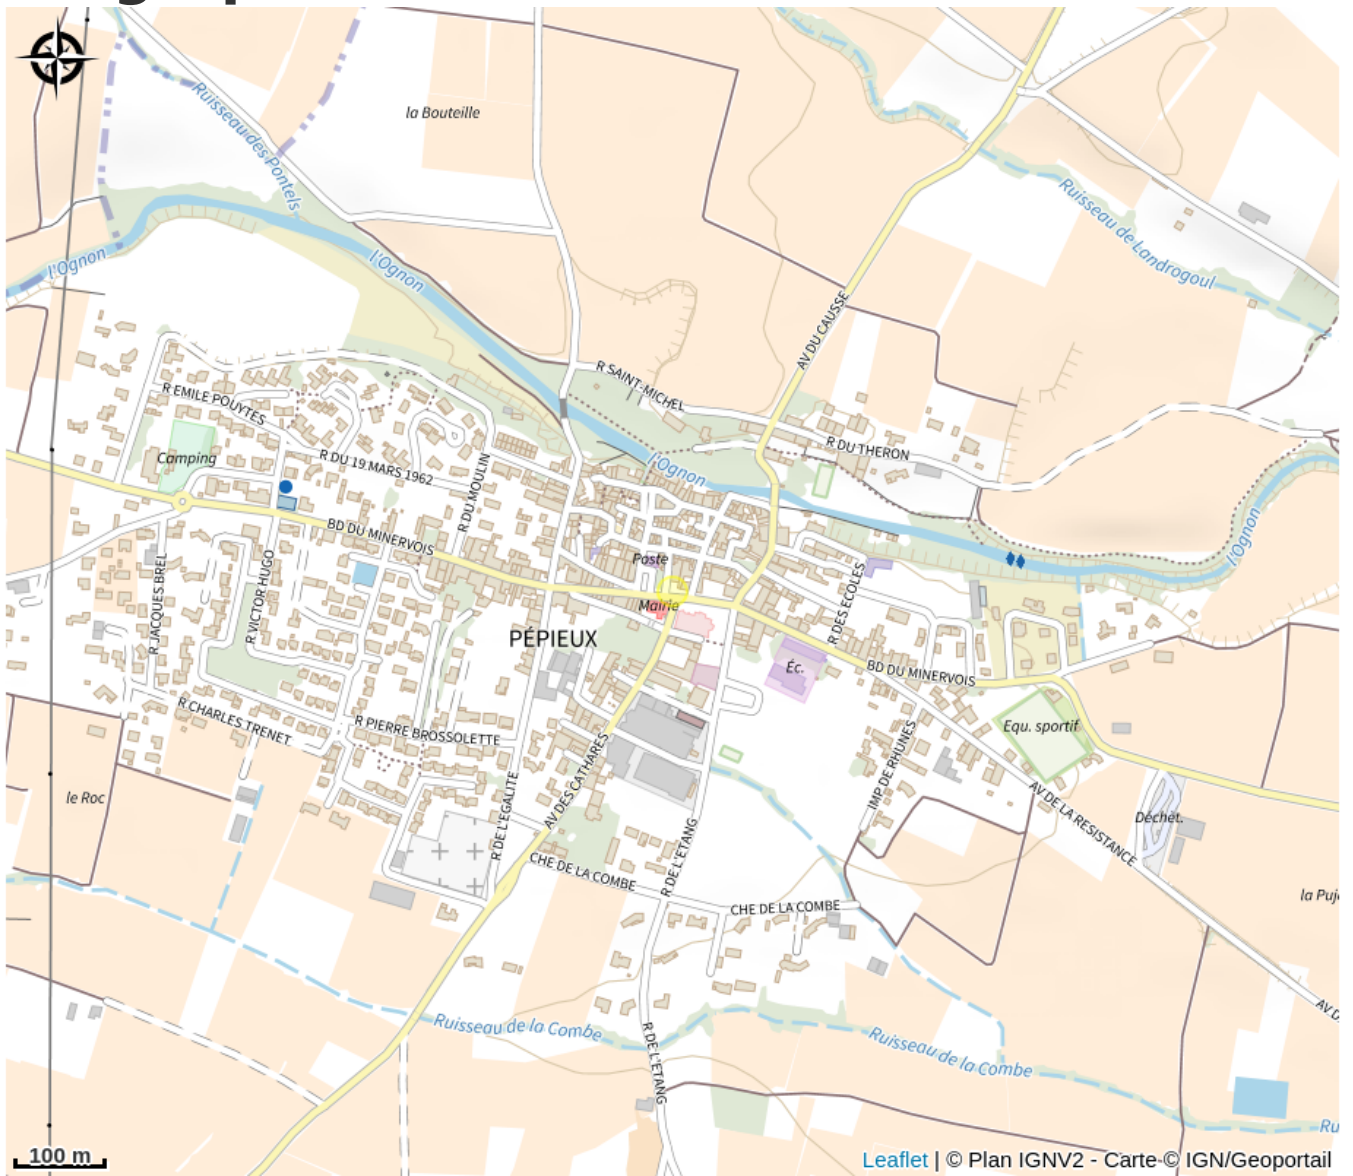 la Bouteille
Ruisseau des Pontels
Ruisseau de Landrogoul
l'Ognon
l'Ognon
AV DU CAUSSE
R SAINT-MICHEL
R EMILE POUYTES
R DU THERON
Camping
R DU 19 MARS 1962
R DU MOULIN
l'Ognon
l'Ognon
BD DU MINERVOIS
Poste
R JACQUES BREL
R VICTOR HUGO
Mairie
R DES ECOLES
PÉPIEUX
Éc.
BD DU MINERVOIS
R CHARLES TRENET
R PIERRE BROSSOLETTE
Equ. sportif
le Roc
R DE L'EGALITE
AV DES CATHARES
IMP DE RHUNES
AV DE LA RESISTANCE
Déchet.
R DE L'ETANG
CHE DE LA COMBE
CHE DE LA COMBE
la Puj
AV D
Ruisseau de la Combe
Ruisseau de la Combe
R DE L'ETANG
Ru
100 m
Leaflet | © Plan IGNV2 - Carte © IGN/Geoportail